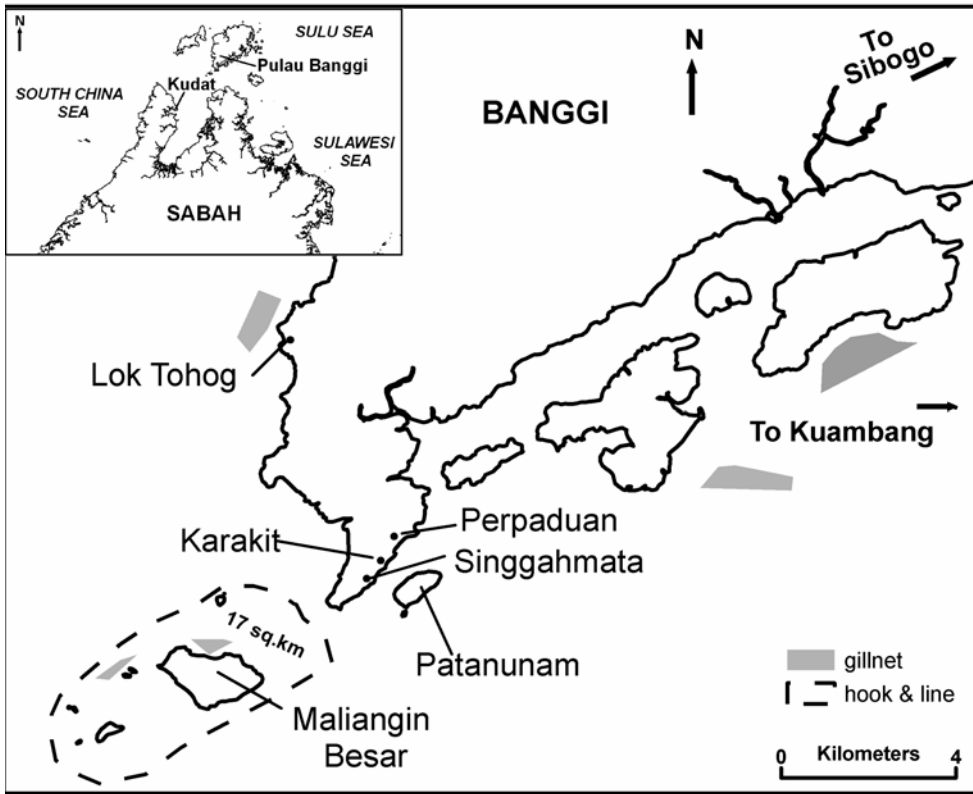 N
SULU SEA
Pulau Banggi
Kudat
SOUTH CHINA
SEA
SULAWESI
SEA
SABAH
N
BANGGI
To
Sibogo
Lok Tohog
To Kuambang
Perpaduan
Karakit
Singgahmata
17 sq.km
Patanunam
Maliangin
Besar
gillnet
hook & line
0 Kilometers 4